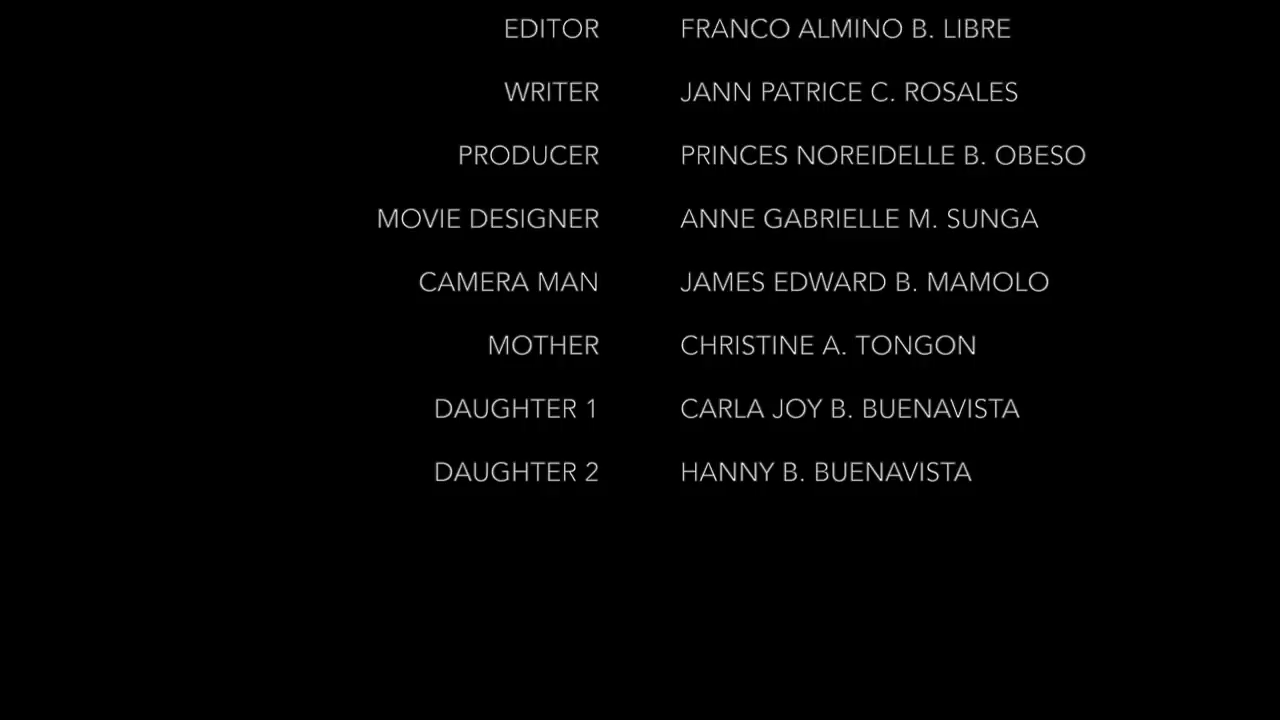 EDITOR FRANCO ALMINO B. LIBRE
WRITER JANN PATRICE C. ROSALES
PRODUCER PRINCES NOREIDELLE B. OBESO
MOVIE DESIGNER ANNE GABRIELLE M. SUNGA
CAMERA MAN JAMES EDWARD B. MAMOLO
MOTHER CHRISTINE A. TONGON
DAUGHTER 1 CARLA JOY B. BUENAVISTA
DAUGHTER 2 HANNY B. BUENAVISTA